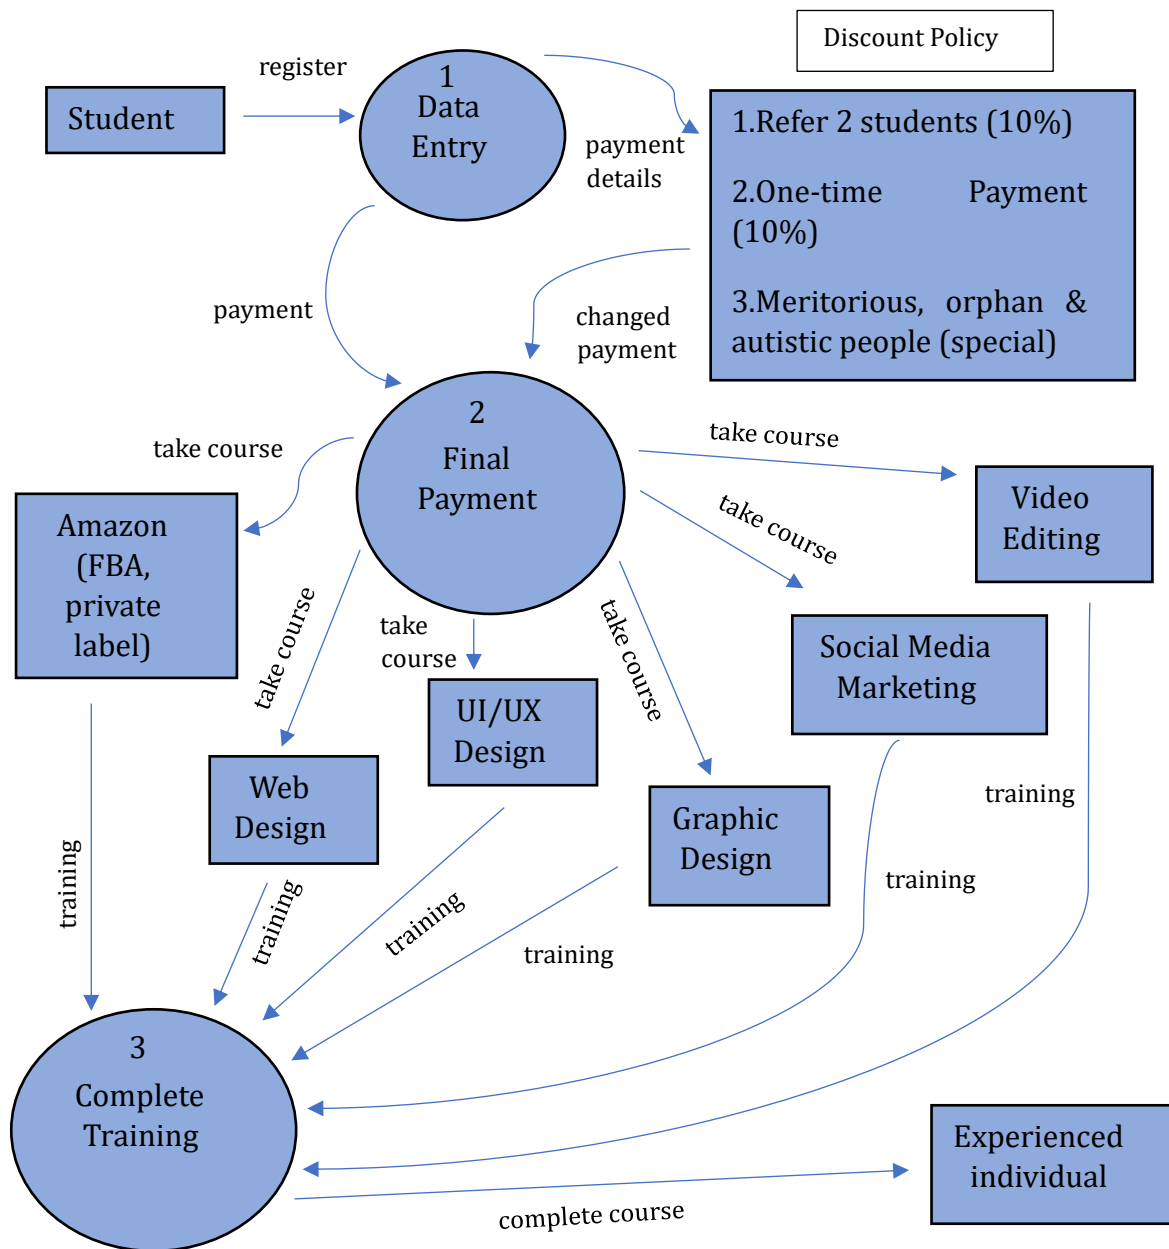 Discount Policy
register
1
Data
Entry
Student
payment
details
1.Refer 2 students (10%)
2.One-time Payment
(10%)
3.Meritorious, orphan &
autistic people (special)
payment
changed
payment
2
Final
Payment
take course
take course
Video
Editing
take course
Amazon
(FBA,
private
label)
take course
take
course
take course
Social Media
Marketing
UI/UX
Design
Web
Design
Graphic
Design
training
training
training
training
training
training
3
Complete
Training
Experienced
individual
complete course